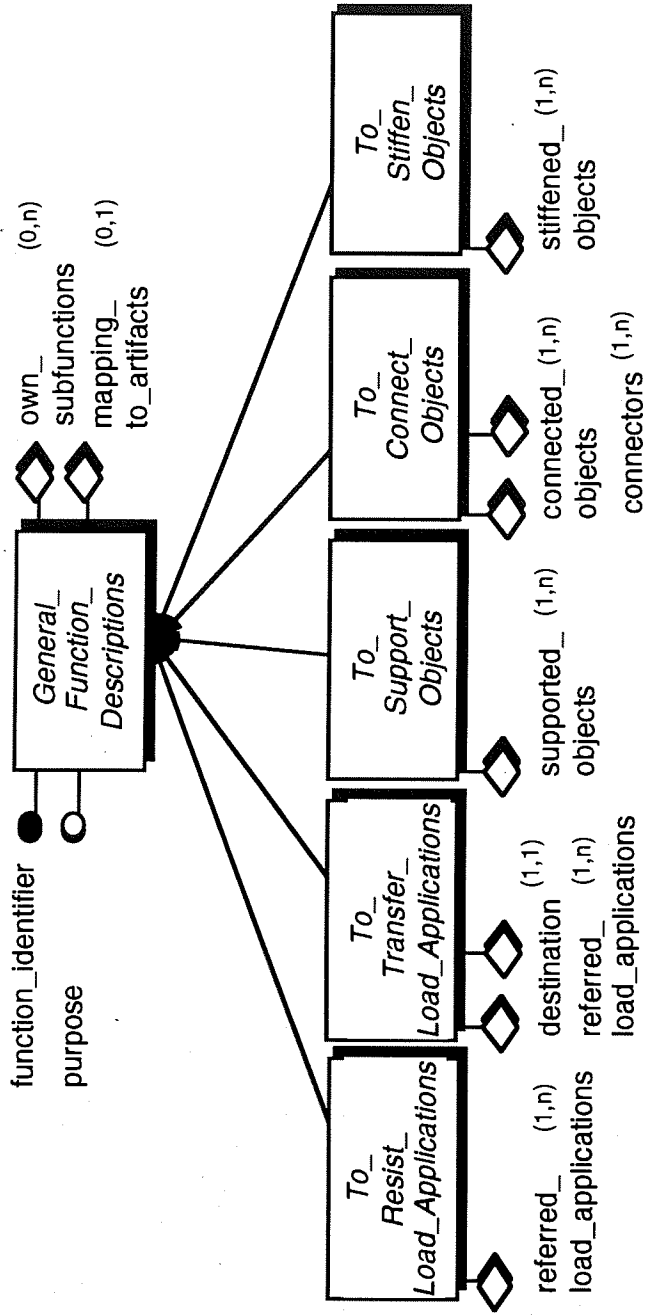 function_identifier
purpose
General_
Function_
Descriptions
own_ (0,n)
subfunctions
mapping_ (0,1)
to_artifacts
To_
Resist_
Load_Applications
referred_ (1,n)
load_applications
To_
Transfer_
Load_Applications
destination (1,1)
referred_ (1,n)
load_applications
To_
Support_
Objects
supported_ (1,n)
objects
To_
Connect_
Objects
connected_ (1,n)
objects
connectors (1,n)
To_
Stiffen_
Objects
stiffened_ (1,n)
objects